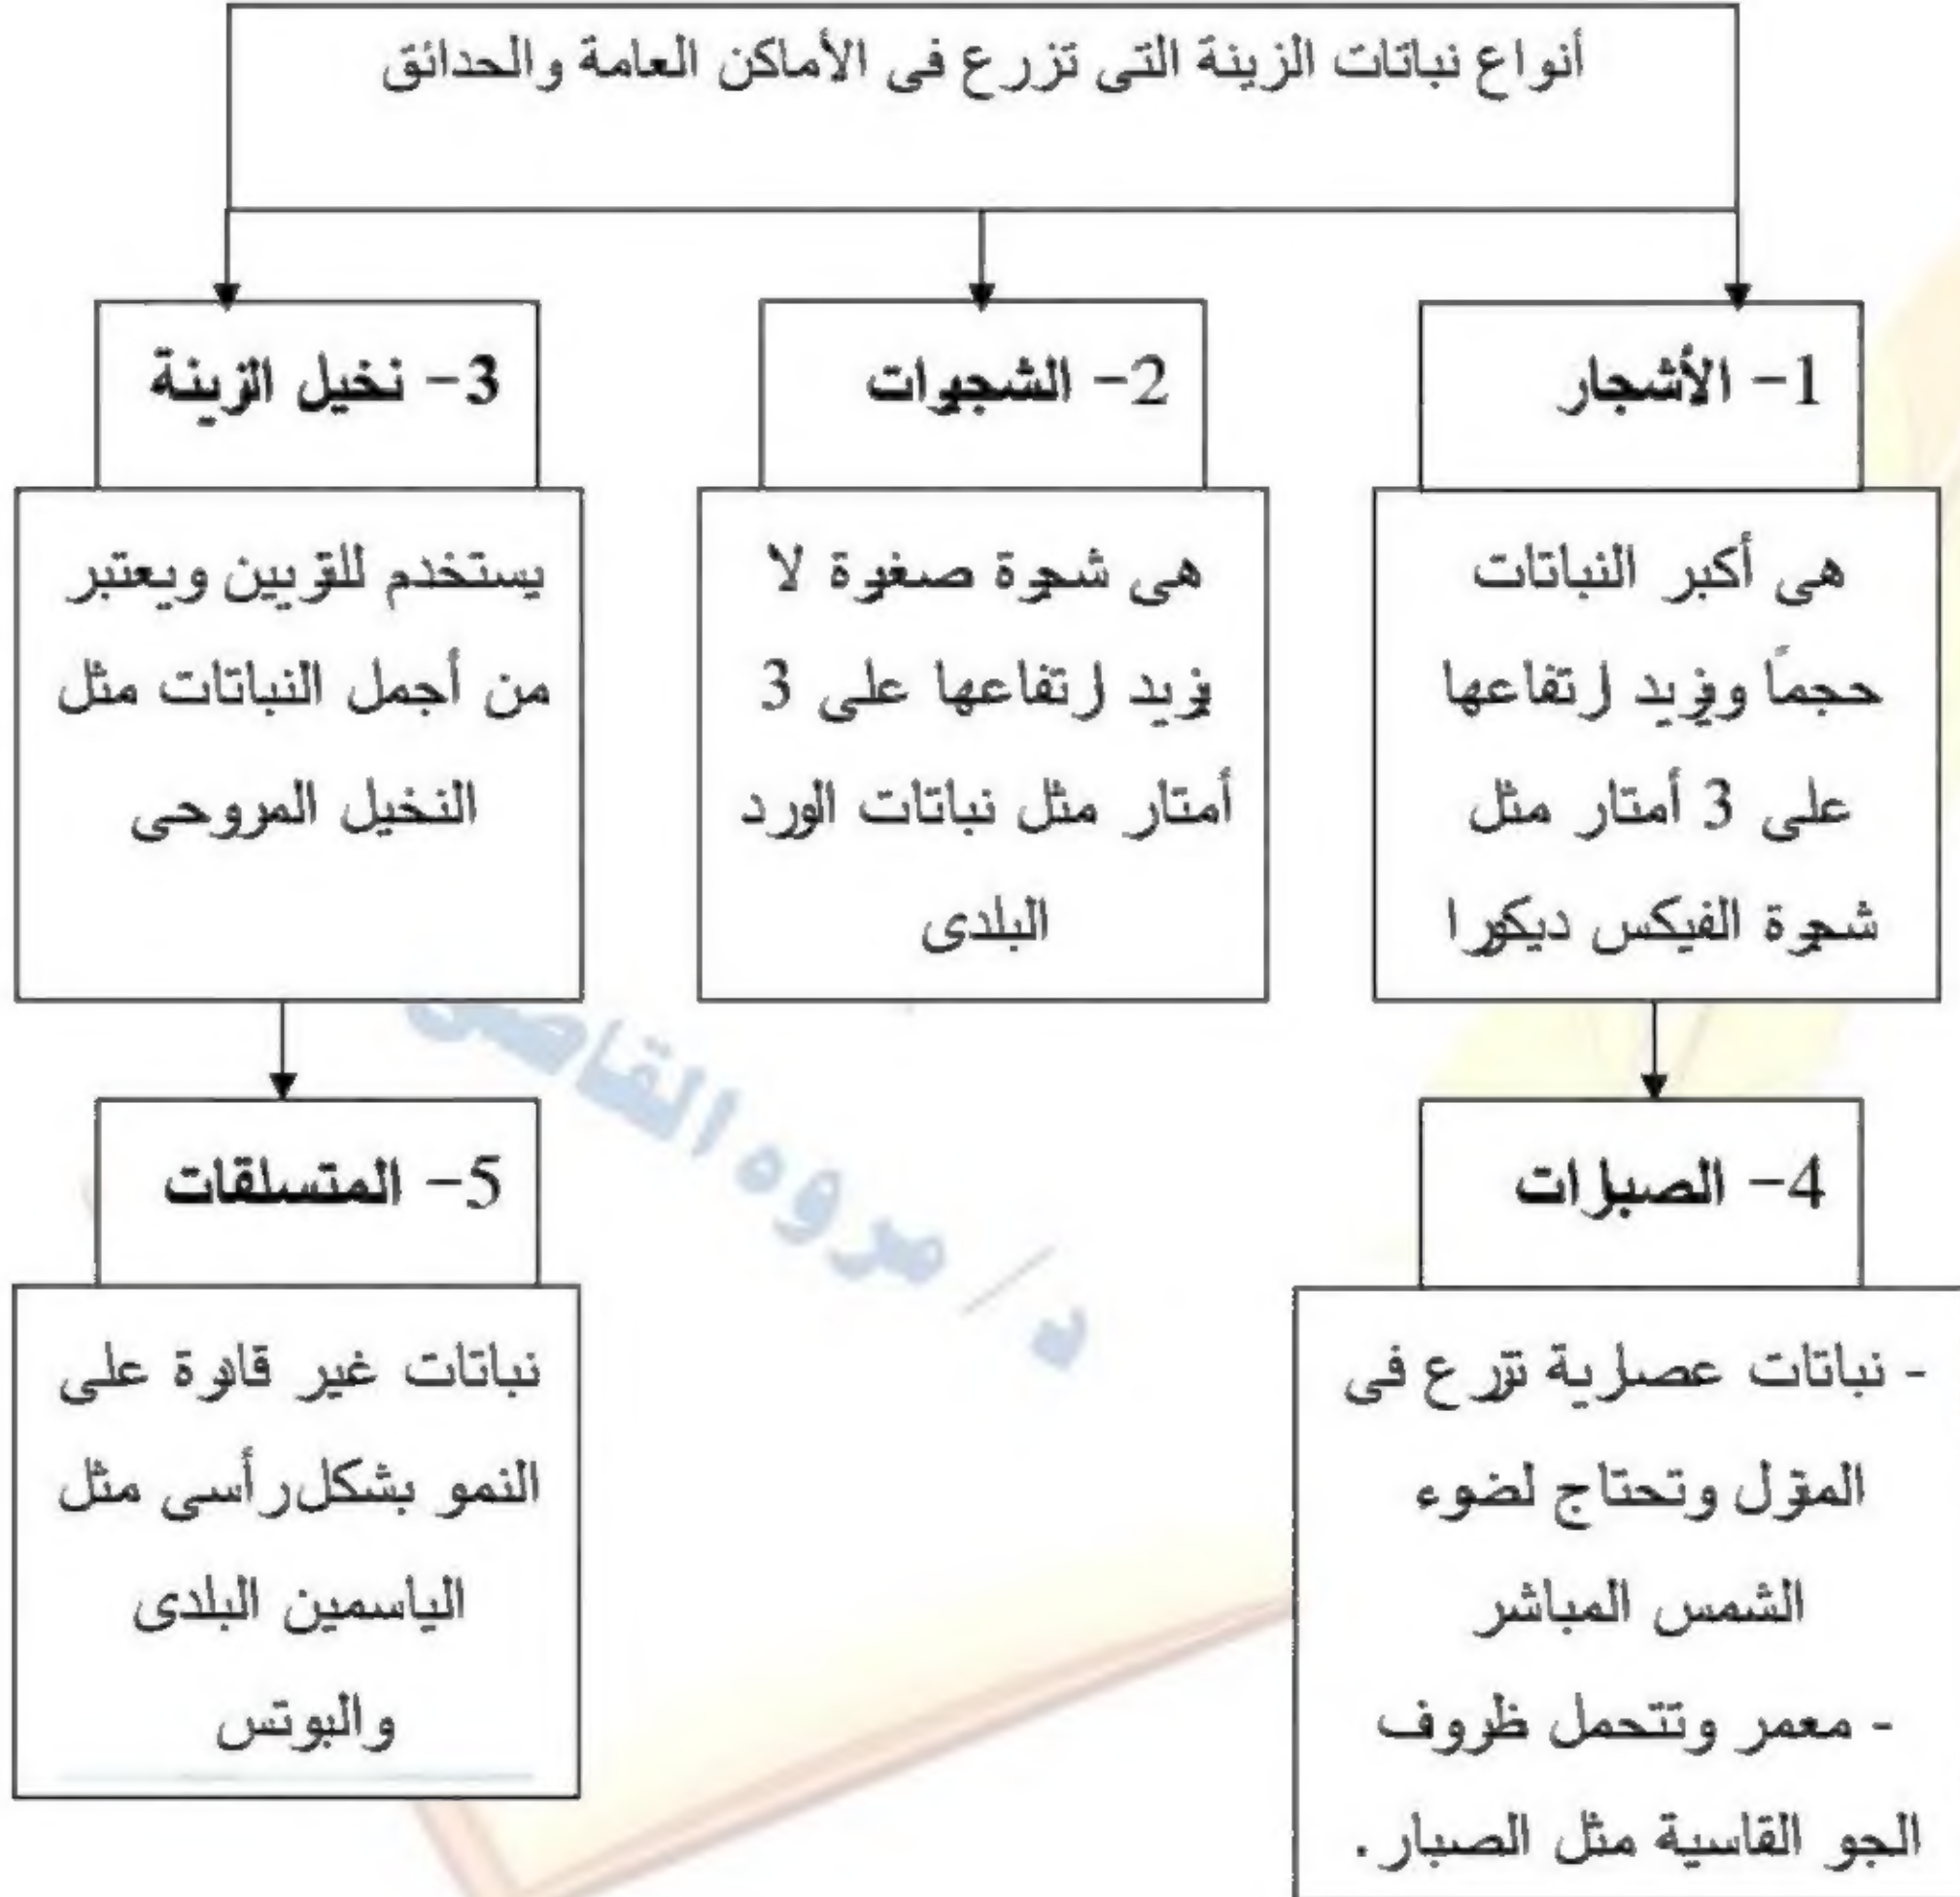 أنواع نباتات الزينة التى تزرع فى الأماكن العامة والحدائق
1- الأشجار
هى أكبر النباتات
حجماً ويزيد ارتفاعها
على 3 أمتار مثل
شجرة الفيكس ديكورا
2- الشجيرات
هى شجرة صغيرة لا
يزيد ارتفاعها على 3
أمتار مثل نباتات الورد
البلدى
3- نخيل الزينة
يستخدم للتزيين ويعتبر
من أجمل النباتات مثل
النخيل المروحى
4- الصبارات
- نباتات عصارية تزرع فى
المنزل وتحتاج لضوء
الشمس المباشر
- معمر وتتحمل ظروف
الجو القاسية مثل الصبار.
5- المتسلقات
نباتات غير قادرة على
النمو بشكل رأسى مثل
الياسمين البلدى
والبوتس
د/ مروه القاضى